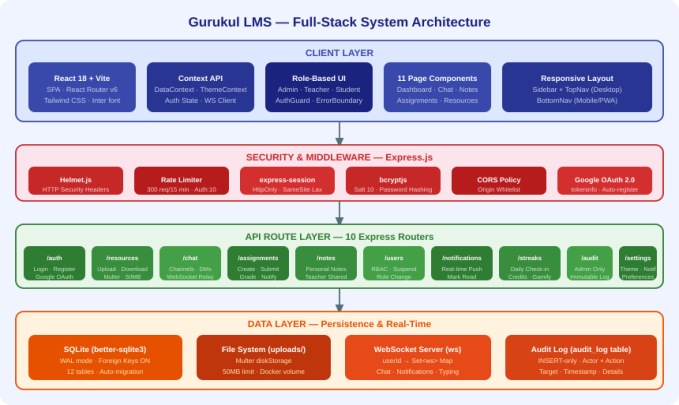 Gurukul LMS — Full-Stack System Architecture
CLIENT LAYER
React 18 + Vite
SPA · React Router v6
Tailwind CSS · Inter font
Context API
DataContext · ThemeContext
Auth State · WS Client
Role-Based UI
Admin · Teacher · Student
AuthGuard · ErrorBoundary
11 Page Components
Dashboard · Chat · Notes
Assignments · Resources
Responsive Layout
Sidebar + TopNav (Desktop)
BottomNav (Mobile/PWA)
SECURITY & MIDDLEWARE — Express.js
Helmet.js
HTTP Security Headers
Rate Limiter
300 req/15 min · Auth:10
express-session
HttpOnly · SameSite Lax
bcryptjs
Salt 10 · Password Hashing
CORS Policy
Origin Whitelist
Google OAuth 2.0
tokeninfo · Auto-register
API ROUTE LAYER — 10 Express Routers
/auth
Login · Register
Google OAuth
/resources
Upload · Download
Multer · 50MB
/chat
Channels · DMs
WebSocket Relay
/assignments
Create · Submit
Grade · Notify
/notes
Personal Notes
Teacher Shared
/users
RBAC · Suspend
Role Change
/notifications
Real-time Push
Mark Read
/streaks
Daily Check-in
Credits · Gamify
/audit
Admin Only
Immutable Log
/settings
Theme · Notif
Preferences
DATA LAYER — Persistence & Real-Time
SQLite (better-sqlite3)
WAL mode · Foreign Keys ON
12 tables · Auto-migration
File System (uploads/)
Multer diskStorage
50MB limit · Docker volume
WebSocket Server (ws)
userId → Set<ws> Map
Chat · Notifications · Typing
Audit Log (audit_log table)
INSERT-only · Actor + Action
Target · Timestamp · Details